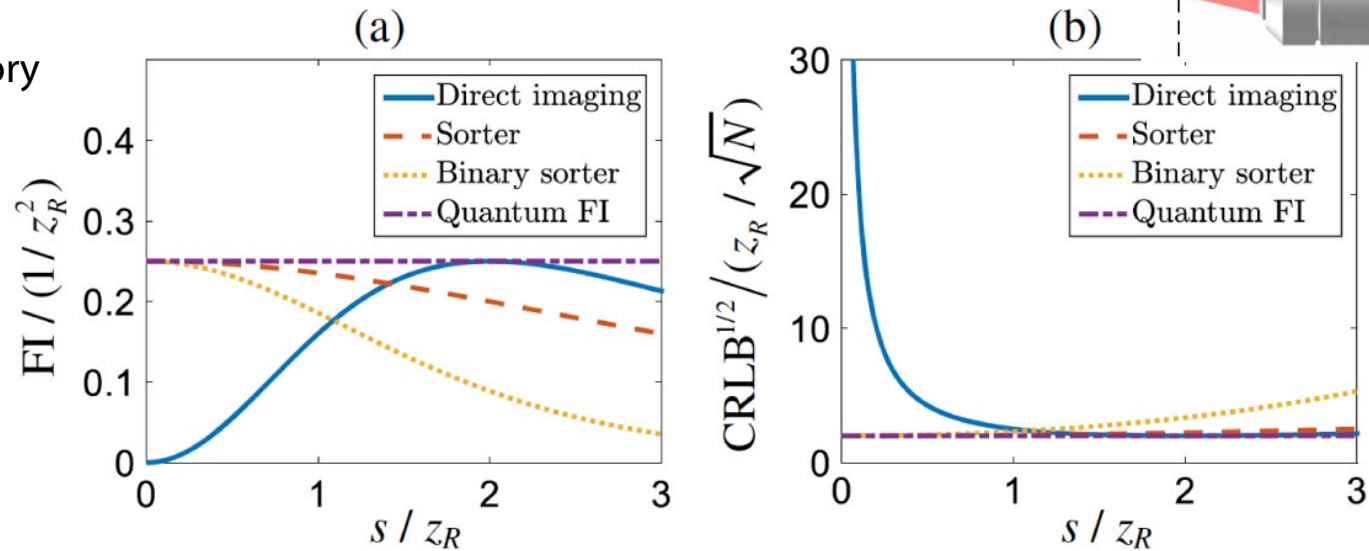 (a)
FI / (1/ z_R^2)
0.4
0.3
0.2
0.1
0
Direct imaging
Sorter
Binary sorter
Quantum FI
0 1 2 3
s / z_R
(b)
CRLB^{1/2}/(z_R / √N)
30
20
10
0
Direct imaging
Sorter
Binary sorter
Quantum FI
0 1 2 3
s / z_R